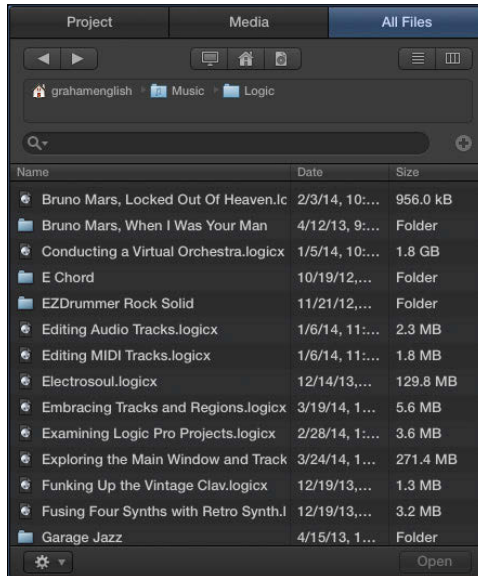 Project Media All Files
grahamenglish Music Logic
Name Date Size
Bruno Mars, Locked Out Of Heaven.lc 2/3/14, 10:... 956.0 kB
Bruno Mars, When I Was Your Man 4/12/13, 9:... Folder
Conducting a Virtual Orchestra.logicx 1/5/14, 10:... 1.8 GB
E Chord 10/19/12,... Folder
EZDrummer Rock Solid 11/21/12,... Folder
Editing Audio Tracks.logicx 1/6/14, 11:... 2.3 MB
Editing MIDI Tracks.logicx 1/6/14, 11:... 1.8 MB
Electrosoul.logicx 12/14/13,... 129.8 MB
Embracing Tracks and Regions.logicx 3/19/14, 1... 5.6 MB
Examining Logic Pro Projects.logicx 2/28/14, 1:... 3.6 MB
Exploring the Main Window and Track 3/24/14, 1... 271.4 MB
Funking Up the Vintage Clav.logicx 12/19/13,... 1.3 MB
Fusing Four Synths with Retro Synth.l 12/19/13,... 3.2 MB
Garage Jazz 4/15/13, 1... Folder
Open